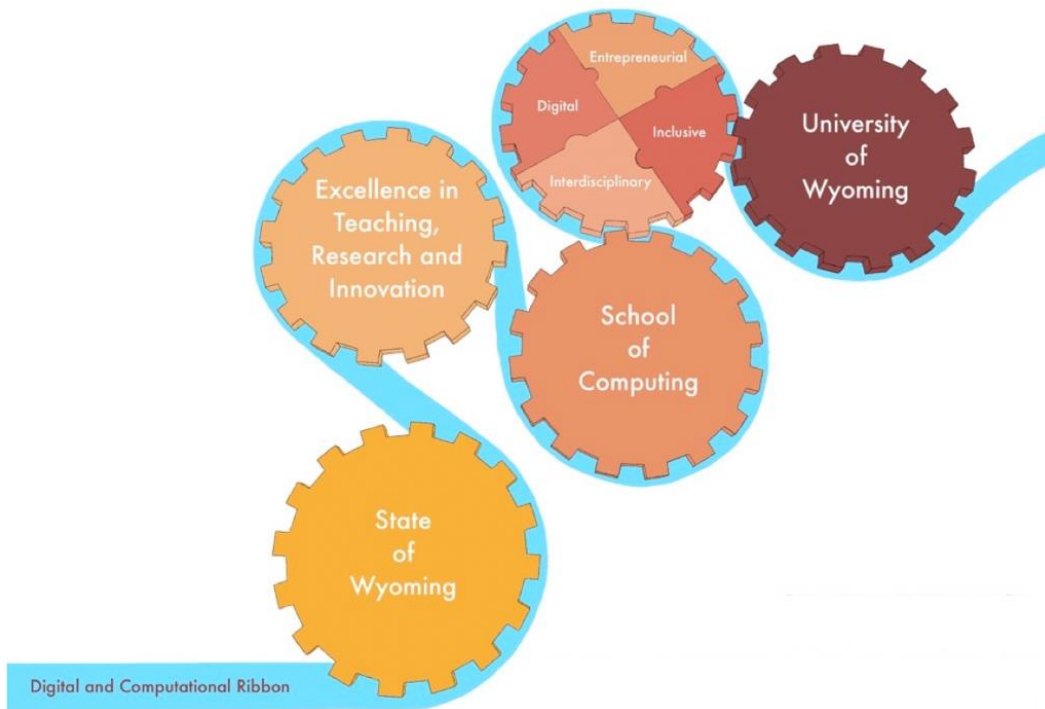 Entrepreneurial
Digital
Inclusive
Interdisciplinary
University
of
Wyoming
Excellence in
Teaching,
Research and
Innovation
School
of
Computing
State
of
Wyoming
Digital and Computational Ribbon